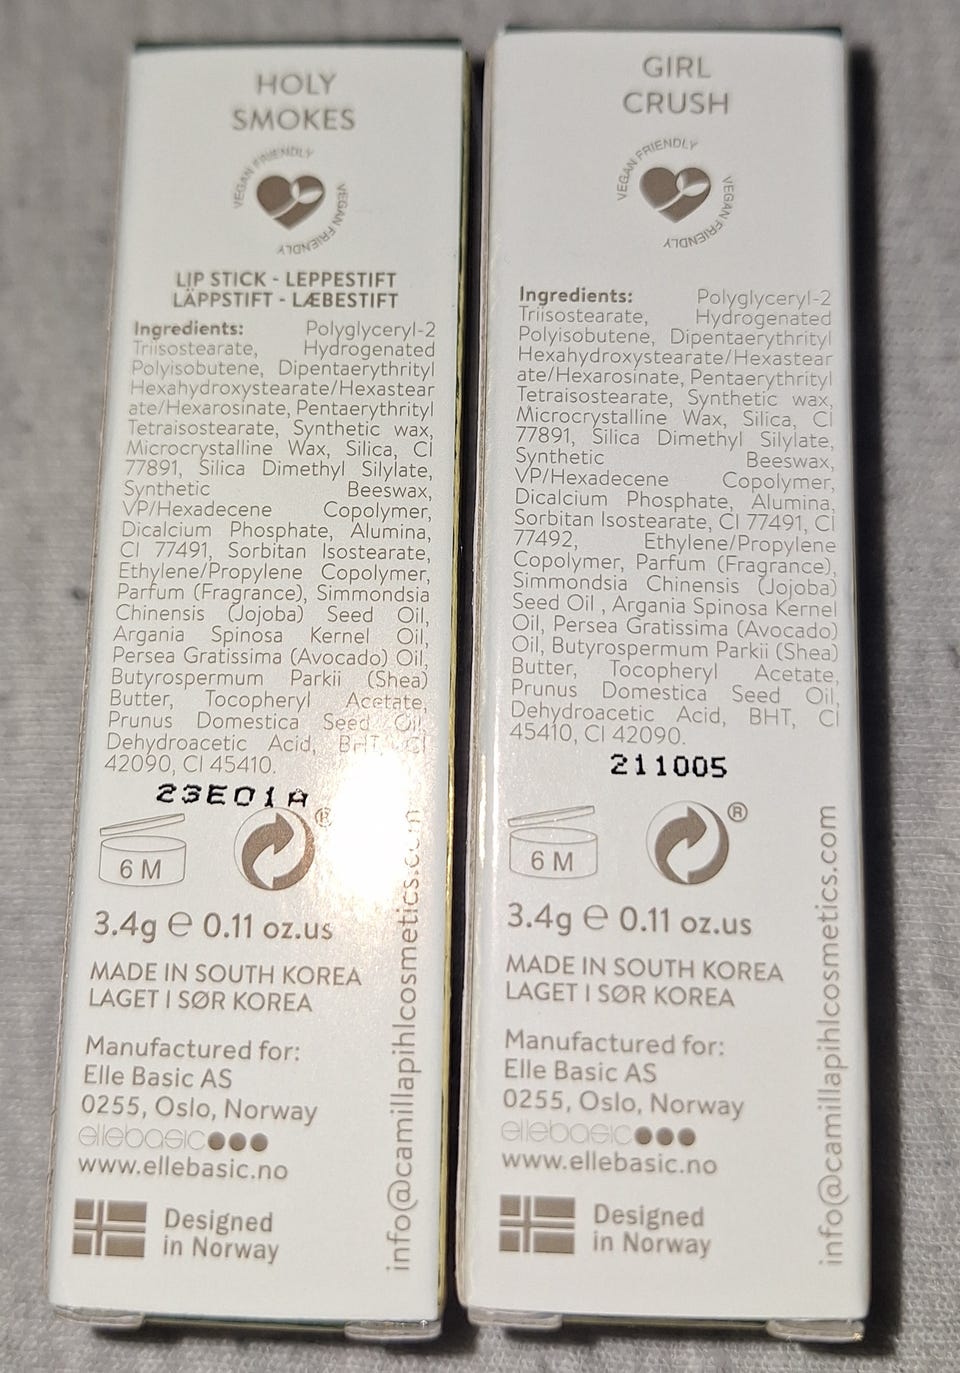 HOLY
SMOKES
VEGAN FRIENDLY
VEGAN FRIENDLY
LIP STICK - LEPPESTIFT
LÄPPSTIFT - LÆBESTIFT
Ingredients: Polyglyceryl-2
Triisostearate, Hydrogenated
Polyisobutene, Dipentaerythrityl
Hexahydroxystearate/Hexastear
ate/Hexarosinate, Pentaerythrityl
Tetraisostearate, Synthetic wax,
Microcrystalline Wax, Silica, CI
77891, Silica Dimethyl Silylate,
Synthetic Beeswax,
VP/Hexadecene Copolymer,
Dicalcium Phosphate, Alumina,
CI 77491, Sorbitan Isostearate,
Ethylene/Propylene Copolymer,
Parfum (Fragrance), Simmondsia
Chinensis (Jojoba) Seed Oil,
Argania Spinosa Kernel Oil,
Persea Gratissima (Avocado) Oil,
Butyrospermum Parkii (Shea)
Butter, Tocopheryl Acetate,
Prunus Domestica Seed Oil,
Dehydroacetic Acid, BHT, CI
42090, CI 45410.
23E01A
6 M
®
3.4g e 0.11 oz.us
MADE IN SOUTH KOREA
LAGET I SØR KOREA
Manufactured for:
Elle Basic AS
0255, Oslo, Norway
ellebasic
www.ellebasic.no
Designed
in Norway
info@camillapihlcosmetics.com
GIRL
CRUSH
VEGAN FRIENDLY
VEGAN FRIENDLY
Ingredients: Polyglyceryl-2
Triisostearate, Hydrogenated
Polyisobutene, Dipentaerythrityl
Hexahydroxystearate/Hexastear
ate/Hexarosinate, Pentaerythrityl
Tetraisostearate, Synthetic wax,
Microcrystalline Wax, Silica, CI
77891, Silica Dimethyl Silylate,
Synthetic Beeswax,
VP/Hexadecene Copolymer,
Dicalcium Phosphate, Alumina,
Sorbitan Isostearate, CI 77491, CI
77492, Ethylene/Propylene
Copolymer, Parfum (Fragrance),
Simmondsia Chinensis (Jojoba)
Seed Oil , Argania Spinosa Kernel
Oil, Persea Gratissima (Avocado)
Oil, Butyrospermum Parkii (Shea)
Butter, Tocopheryl Acetate,
Prunus Domestica Seed Oil,
Dehydroacetic Acid, BHT, CI
45410, CI 42090.
211005
6 M
®
3.4g e 0.11 oz.us
MADE IN SOUTH KOREA
LAGET I SØR KOREA
Manufactured for:
Elle Basic AS
0255, Oslo, Norway
ellebasic
www.ellebasic.no
Designed
in Norway
info@camillapihlcosmetics.com